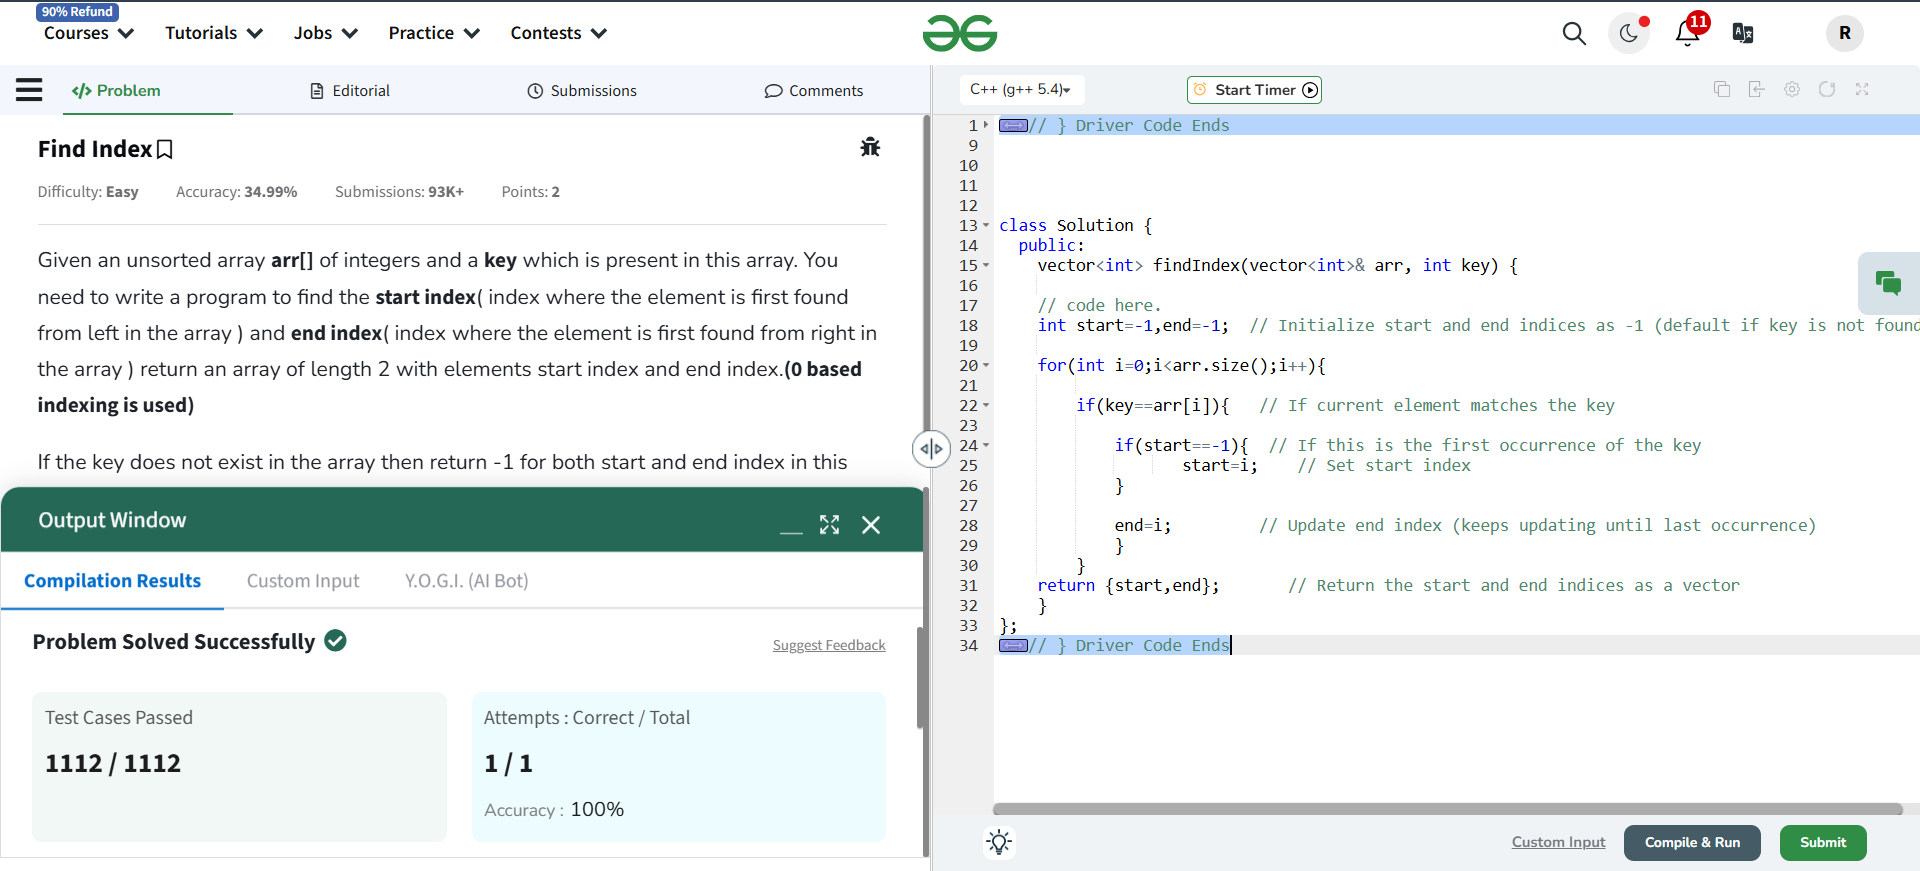 90% Refund
Courses Tutorials Jobs Practice Contests
11
R
</> Problem Editorial Submissions Comments
Find Index
Difficulty: Easy Accuracy: 34.99% Submissions: 93K+ Points: 2
Given an unsorted array arr[] of integers and a key which is present in this array. You
need to write a program to find the start index( index where the element is first found
from left in the array ) and end index( index where the element is first found from right in
the array ) return an array of length 2 with elements start index and end index.(0 based
indexing is used)
If the key does not exist in the array then return -1 for both start and end index in this
Output Window
Compilation Results Custom Input Y.O.G.I. (AI Bot)
Problem Solved Successfully
Suggest Feedback
Test Cases Passed
1112 / 1112
Attempts : Correct / Total
1 / 1
Accuracy : 100%
C++ (g++ 5.4)
Start Timer
1 // } Driver Code Ends
9
10
11
12
13 class Solution {
14 public:
15 vector<int> findIndex(vector<int>& arr, int key) {
16
17 // code here.
18 int start=-1,end=-1; // Initialize start and end indices as -1 (default if key is not found
19
20 for(int i=0;i<arr.size();i++){
21
22 if(key==arr[i]){ // If current element matches the key
23
24 if(start==-1){ // If this is the first occurrence of the key
25 start=i; // Set start index
26 }
27
28 end=i; // Update end index (keeps updating until last occurrence)
29 }
30 }
31 return {start,end}; // Return the start and end indices as a vector
32 }
33 };
34 // } Driver Code Ends
Custom Input
Compile & Run
Submit